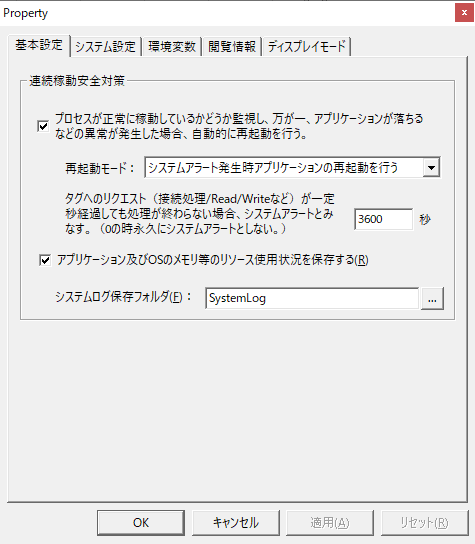 Property
基本設定 システム設定 環境変数 閲覧情報 ディスプレイモード
連続稼動安全対策
プロセスが正常に稼動しているかどうか監視し、万が一、アプリケーションが落ちる
などの異常が発生した場合、自動的に再起動を行う。
再起動モード： システムアラート発生時アプリケーションの再起動を行う
タグへのリクエスト（接続処理/Read/Writeなど）が一定
秒経過しても処理が終わらない場合、システムアラートとみ
なす。（0の時永久にシステムアラートとしない。） 3600 秒
アプリケーション及びOSのメモリ等のリソース使用状況を保存する(R)
システムログ保存フォルダ(F)： SystemLog ...
OK キャンセル 適用(A) リセット(R)